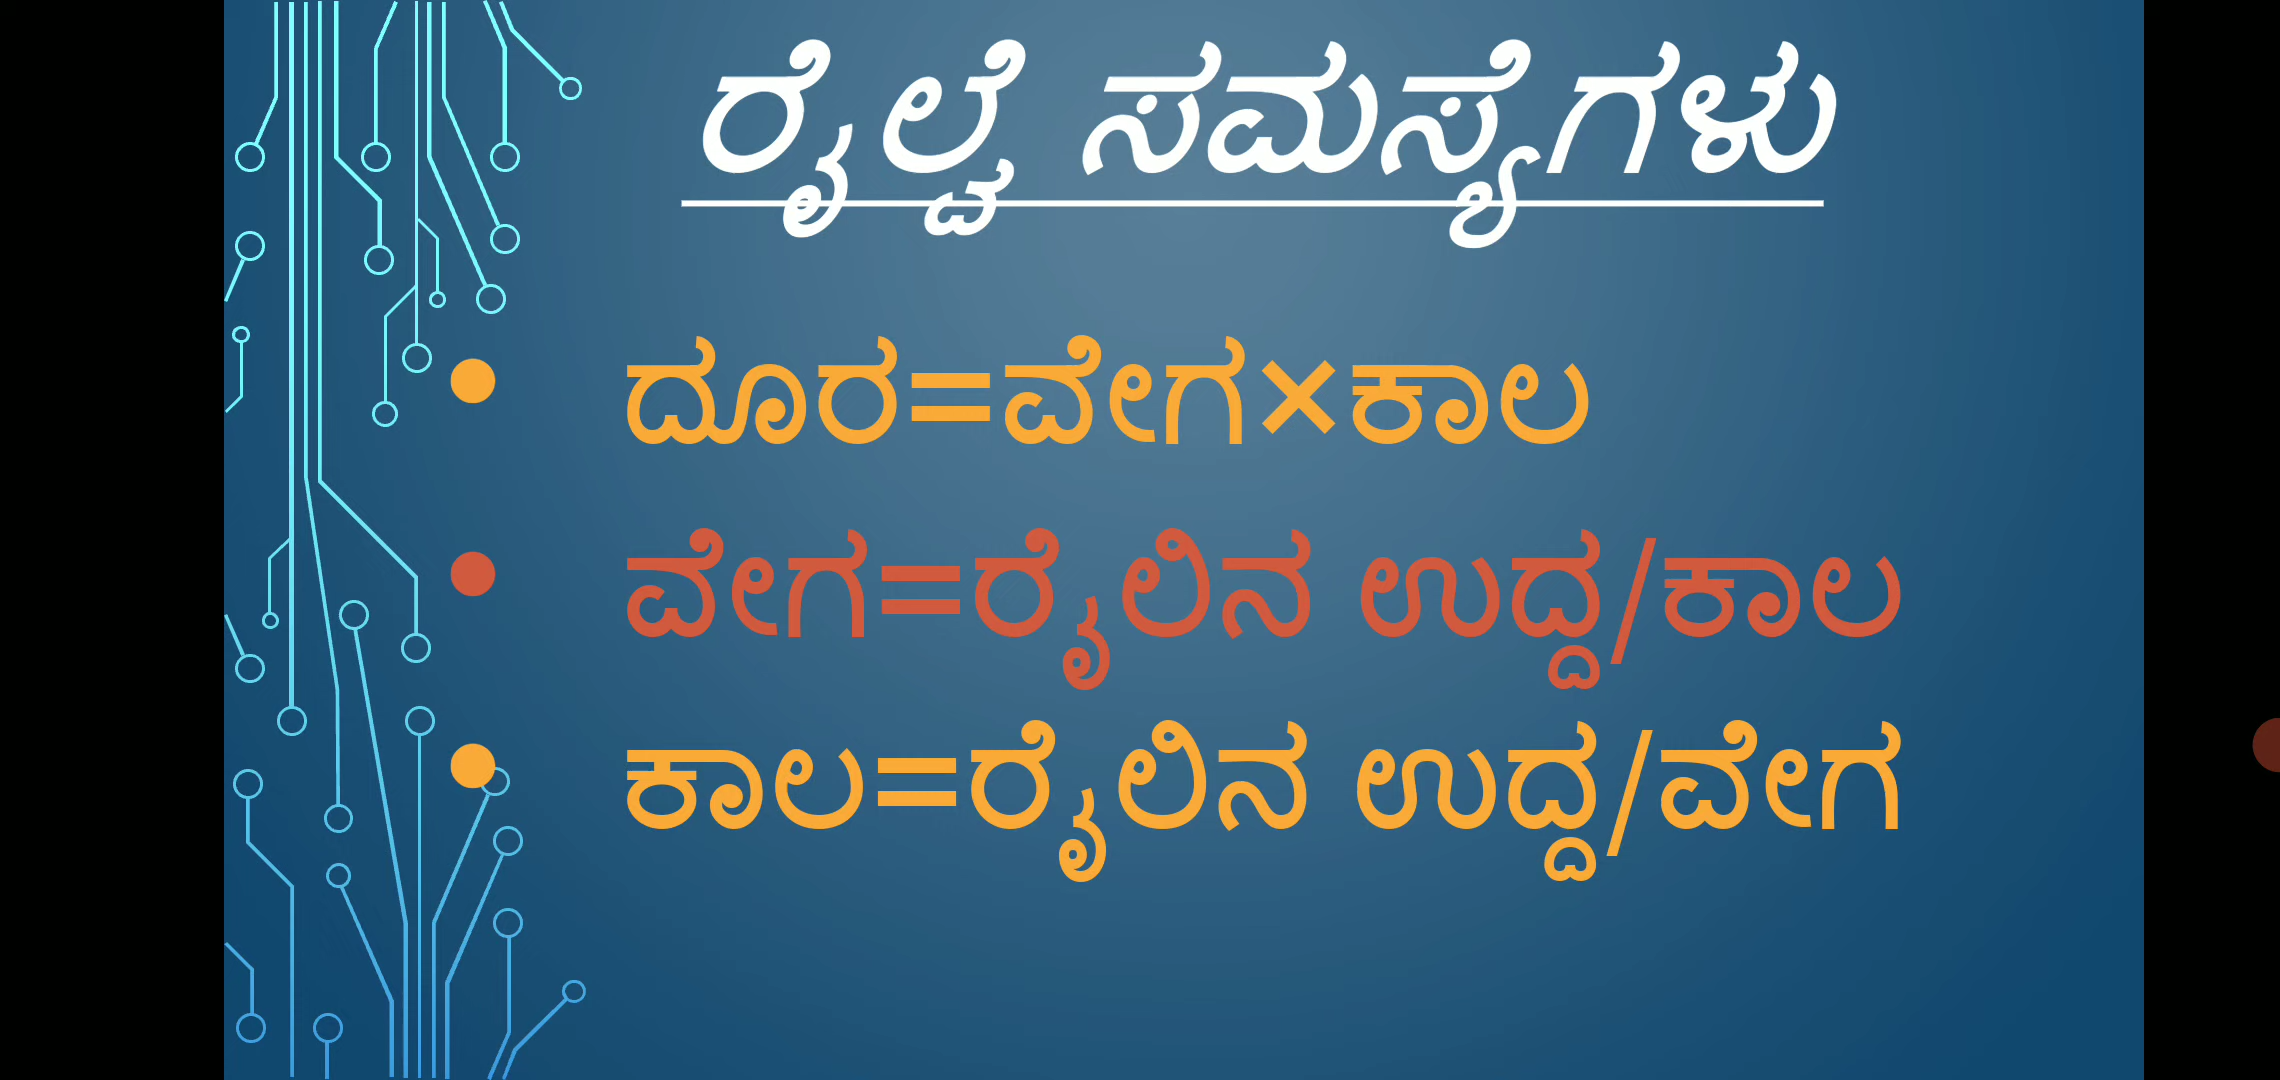 ರೈಲ್ವೆ ಸಮಸ್ಯೆಗಳು
ದೂರ=ವೇಗ×ಕಾಲ
ವೇಗ=ರೈಲಿನ ಉದ್ದ/ಕಾಲ
ಕಾಲ=ರೈಲಿನ ಉದ್ದ/ವೇಗ